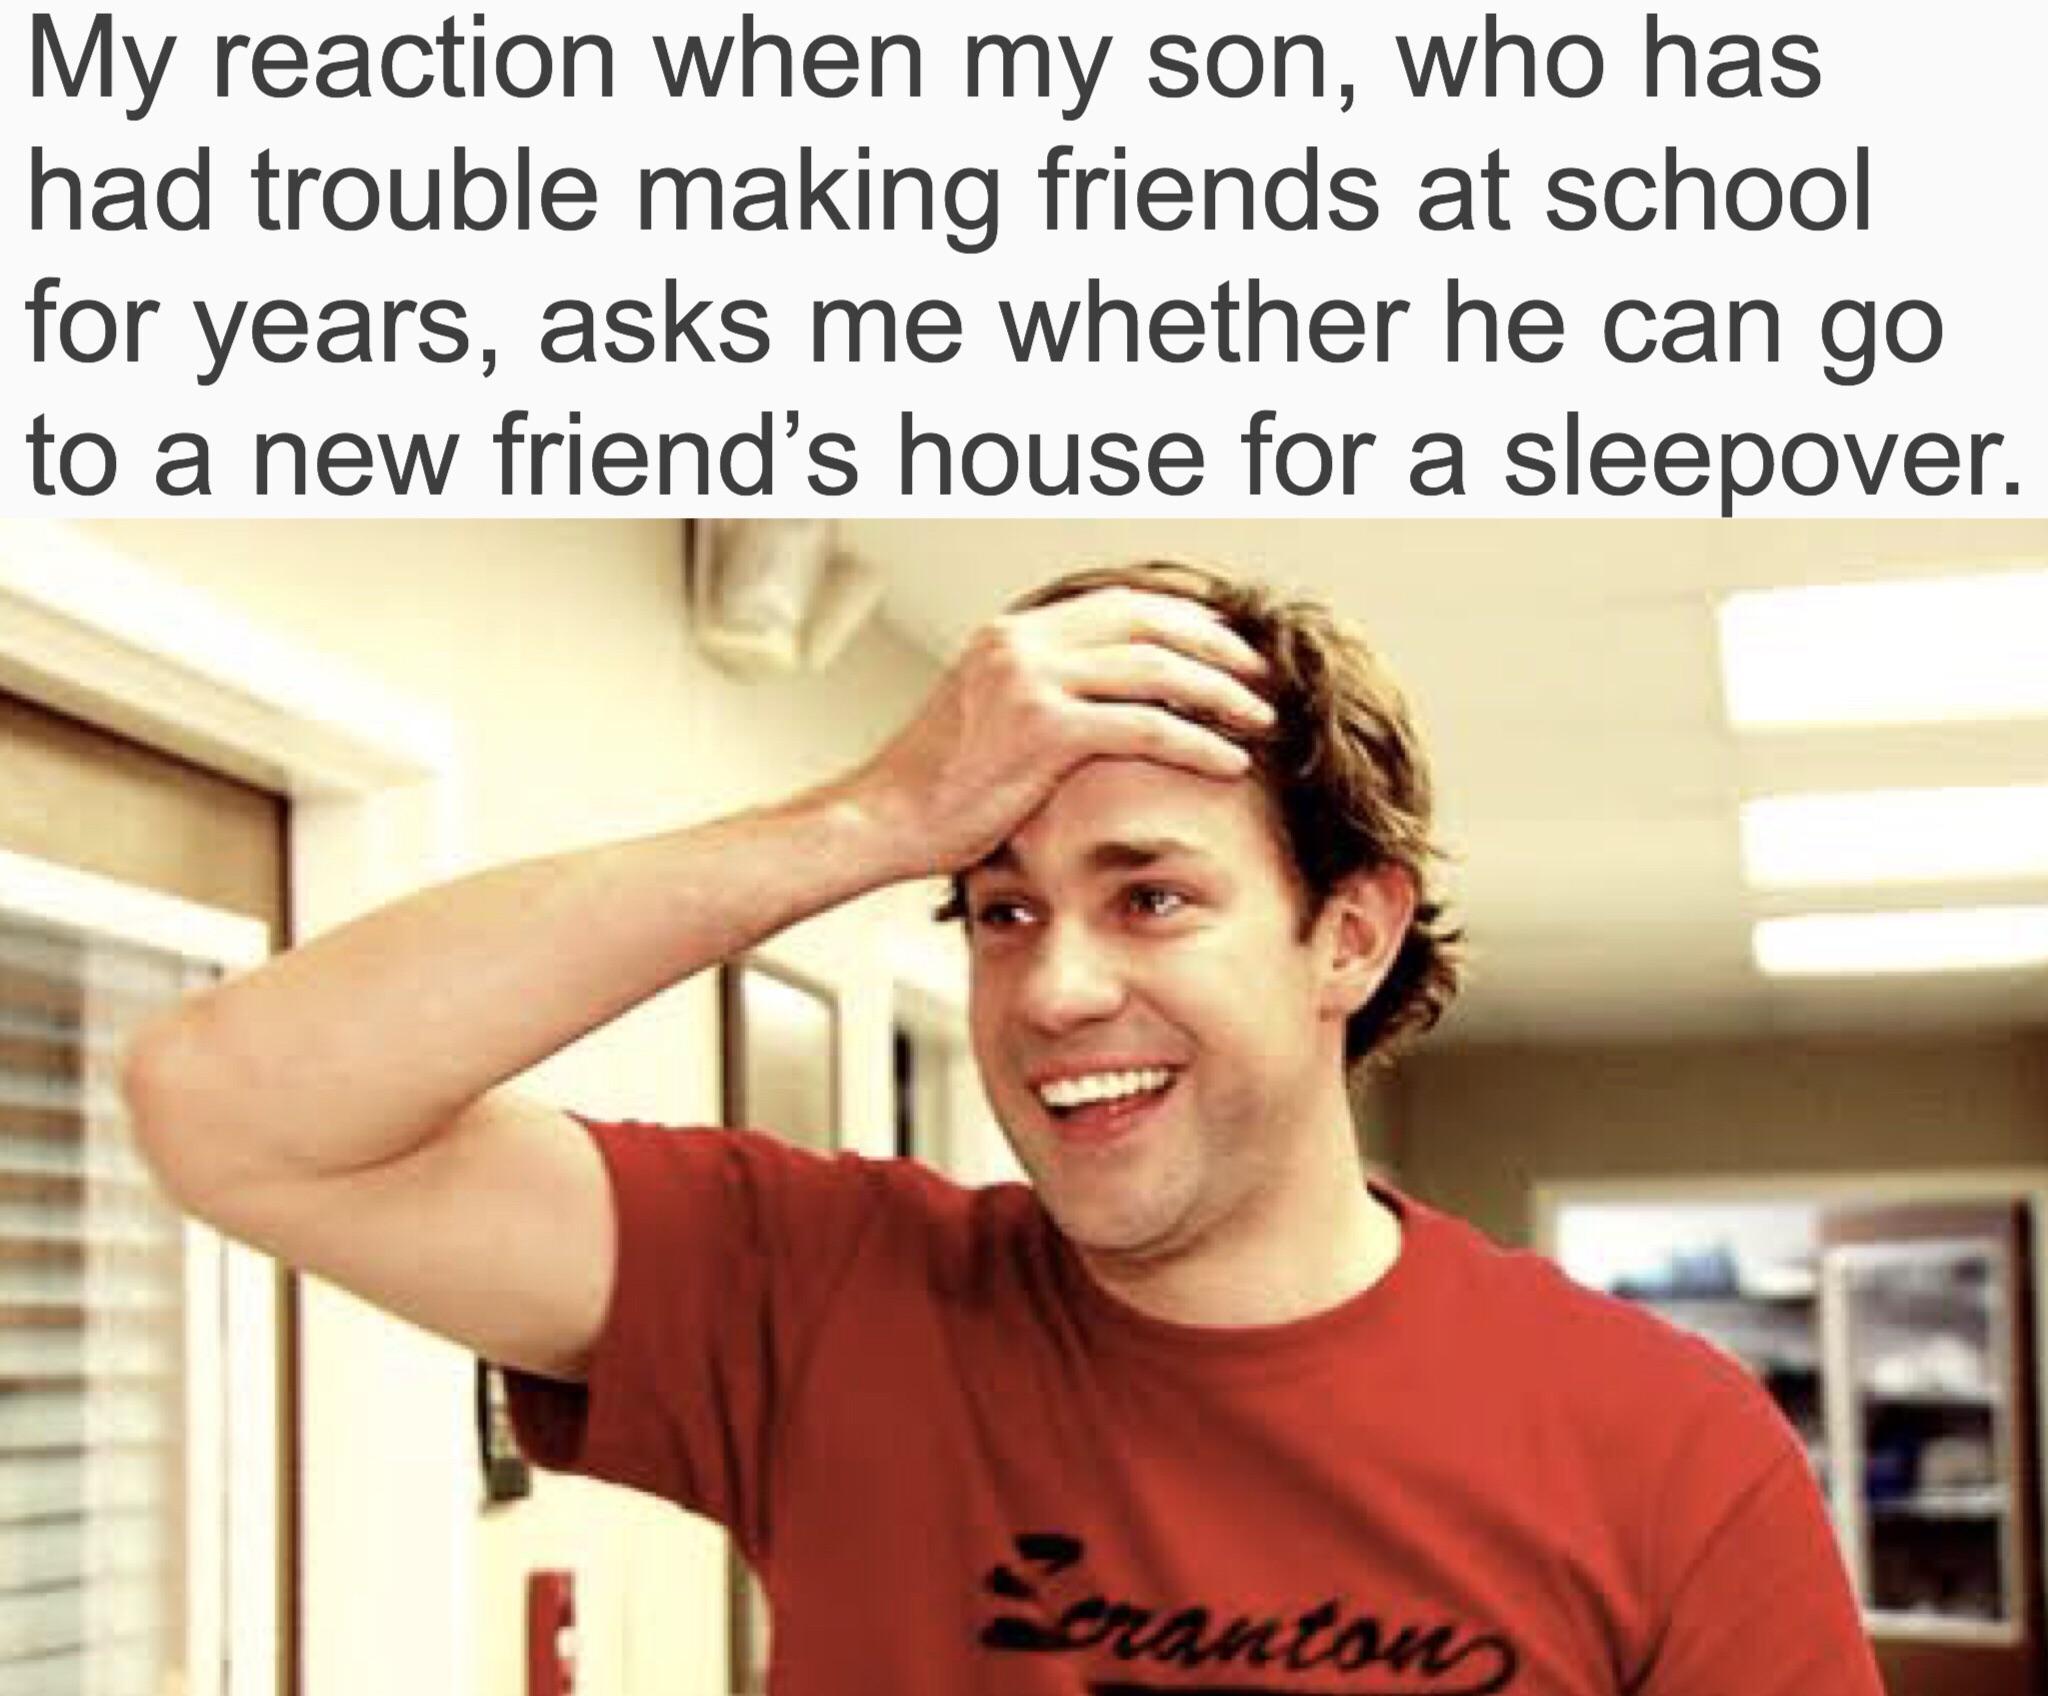 My reaction when my son, who has
had trouble making friends at school
for years, asks me whether he can go
to a new friend’s house for a sleepover.
Scranton